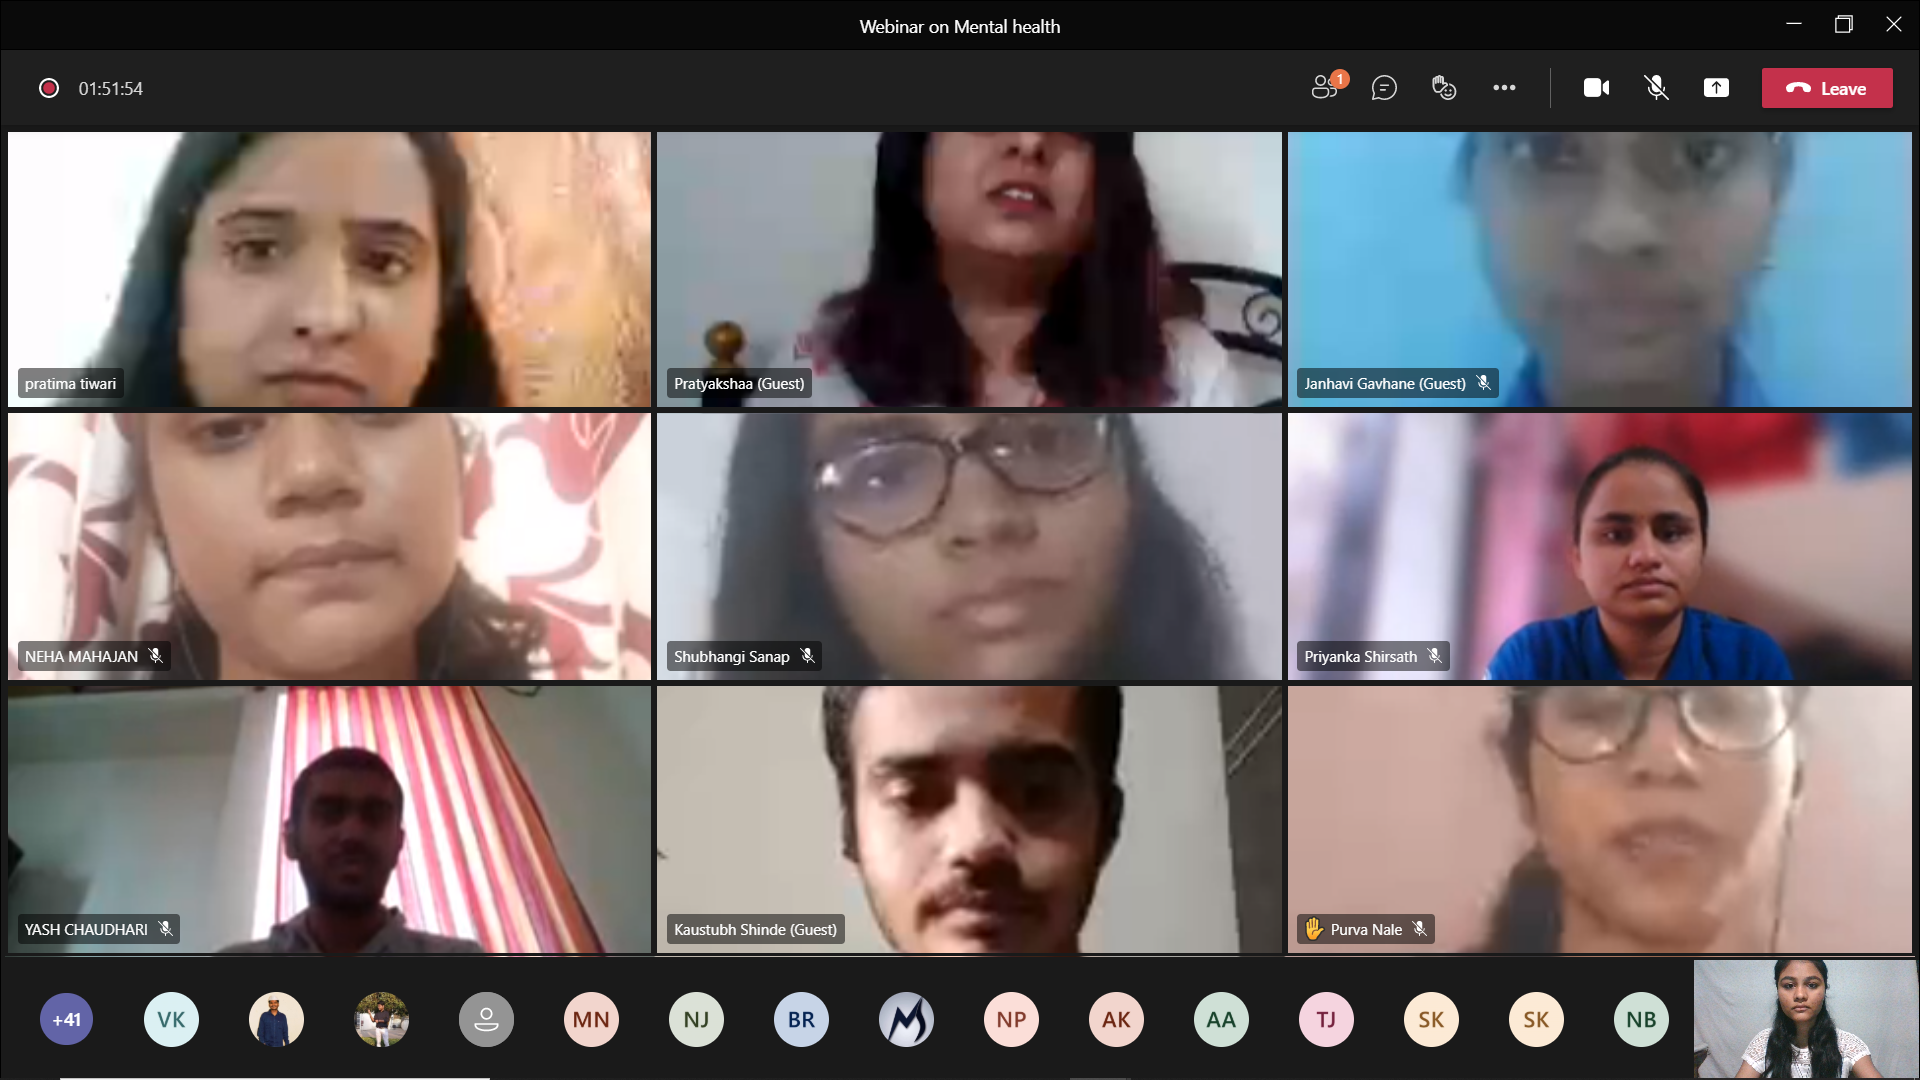 Webinar on Mental health
01:51:54
1
Leave
pratima tiwari
Pratyakshaa (Guest)
Janhavi Gavhane (Guest)
NEHA MAHAJAN
Shubhangi Sanap
Priyanka Shirsath
YASH CHAUDHARI
Kaustubh Shinde (Guest)
Purva Nale
+41
VK
MN
NJ
BR
NP
AK
AA
TJ
SK
SK
NB